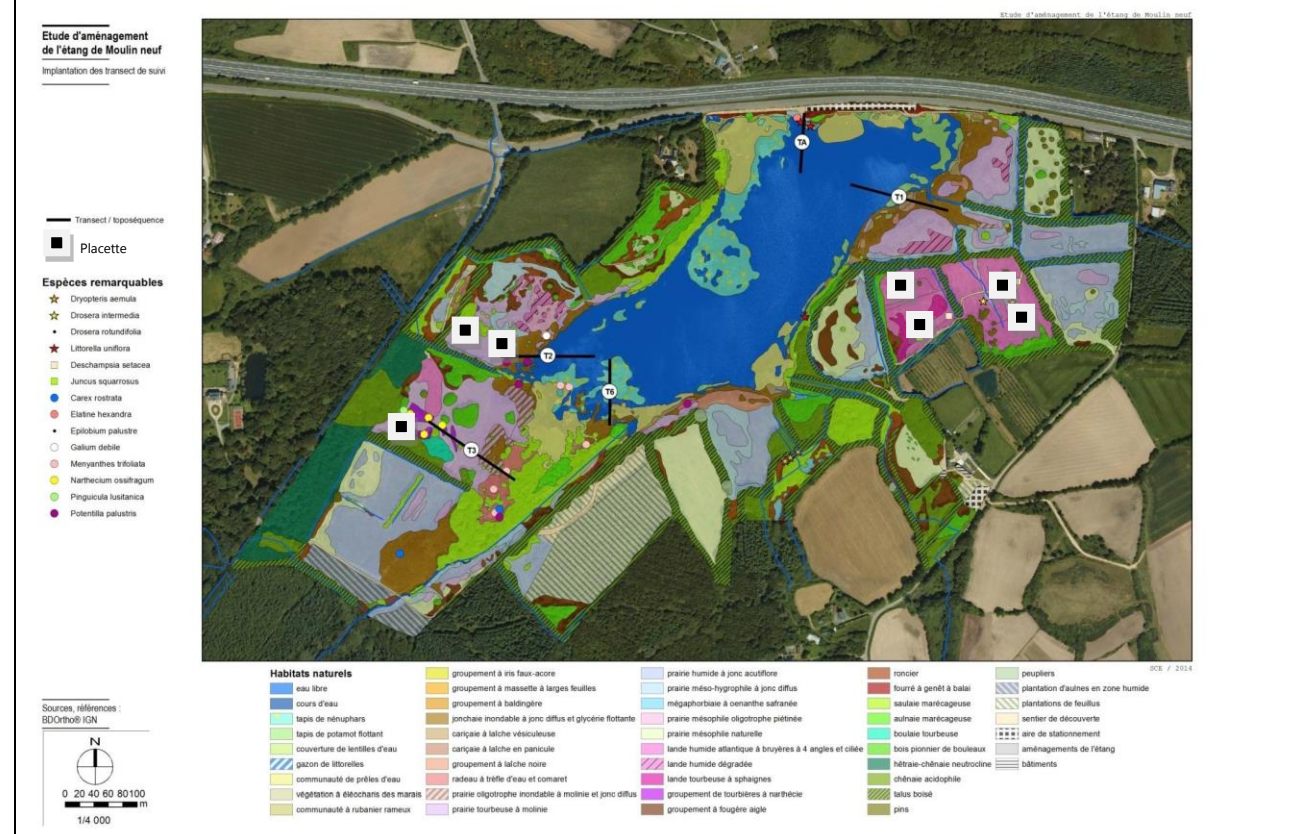 Etude d'aménagement de l'étang de Moulin neuf
Etude d'aménagement
de l'étang de Moulin neuf
Implantation des transect de suivi
Transect / toposéquence
Placette
Espèces remarquables
Dryopteris aemula
Drosera intermedia
Drosera rotundifolia
Littorella uniflora
Deschampsia setacea
Juncus squarrosus
Carex rostrata
Elatine hexandra
Epilobium palustre
Galium debile
Menyanthes trifoliata
Narthecium ossifragum
Pinguicula lusitanica
Potentilla palustris
TA
T1
T2
T6
T3
SCE / 2014
Habitats naturels
eau libre
cours d'eau
tapis de nénuphars
tapis de potamot flottant
couverture de lentilles d'eau
gazon de littorelles
communauté de prêles d'eau
végétation à éléocharis des marais
communauté à rubanier rameux
groupement à iris faux-acore
groupement à massette à larges feuilles
groupement à baldingère
jonchaie inondable à jonc diffus et glycérie flottante
cariçaie à laîche vésiculeuse
cariçaie à laîche en panicule
groupement à laîche noire
radeau à trèfle d'eau et comaret
prairie oligotrophe inondable à molinie et jonc diffus
prairie tourbeuse à molinie
prairie humide à jonc acutiflore
prairie méso-hygrophile à jonc diffus
mégaphorbiaie à oenanthe safranée
prairie mésophile oligotrophe piétinée
prairie mésophile naturelle
lande humide atlantique à bruyères à 4 angles et ciliée
lande humide dégradée
lande tourbeuse à sphaignes
groupement de tourbières à narthécie
groupement à fougère aigle
roncier
fourré à genêt à balai
saulaie marécageuse
aulnaie marécageuse
boulaie tourbeuse
bois pionnier de bouleaux
hêtraie-chênaie neutrocline
chênaie acidophile
talus boisé
pins
peupliers
plantation d'aulnes en zone humide
plantations de feuillus
sentier de découverte
aire de stationnement
aménagements de l'étang
bâtiments
Sources, références :
BDOrtho® IGN
N
0 20 40 60 80100
m
1/4 000